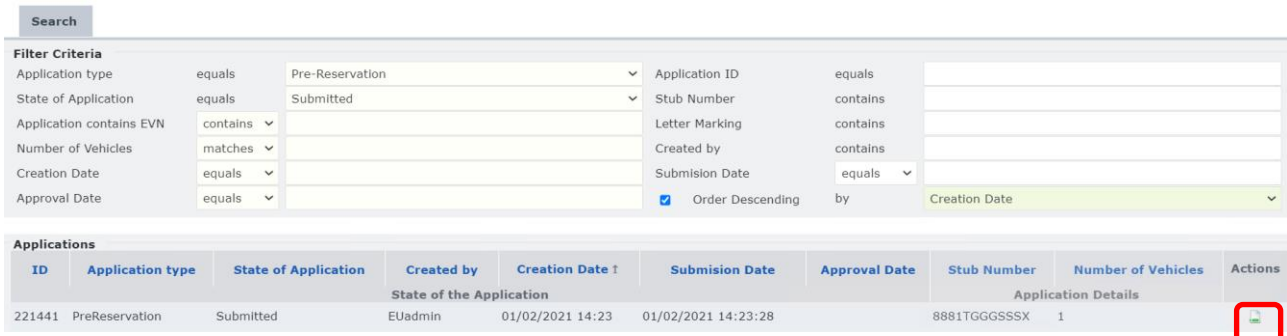 Search
Filter Criteria
Application type equals Pre-Reservation Application ID equals
State of Application equals Submitted Stub Number contains
Application contains EVN contains Letter Marking contains
Number of Vehicles matches Created by contains
Creation Date equals Submision Date equals
Approval Date equals Order Descending by Creation Date
Applications
ID Application type State of Application Created by Creation Date ↑ Submision Date Approval Date Stub Number Number of Vehicles Actions
State of the Application Application Details
221441 PreReservation Submitted EUadmin 01/02/2021 14:23 01/02/2021 14:23:28 8881TGGGSSSX 1